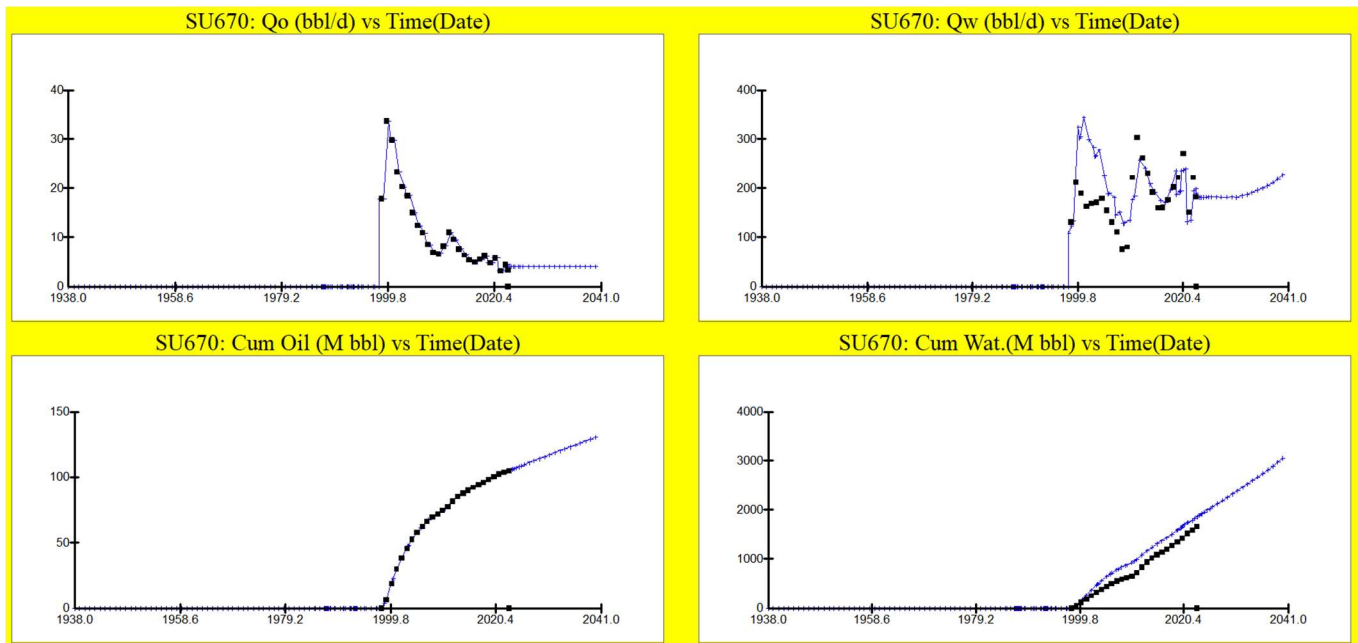 SU670: Qo (bbl/d) vs Time(Date)
40
30
20
10
0
1938.0 1958.6 1979.2 1999.8 2020.4 2041.0
SU670: Qw (bbl/d) vs Time(Date)
400
300
200
100
0
1938.0 1958.6 1979.2 1999.8 2020.4 2041.0
SU670: Cum Oil (M bbl) vs Time(Date)
150
100
50
0
1938.0 1958.6 1979.2 1999.8 2020.4 2041.0
SU670: Cum Wat.(M bbl) vs Time(Date)
4000
3000
2000
1000
0
1938.0 1958.6 1979.2 1999.8 2020.4 2041.0